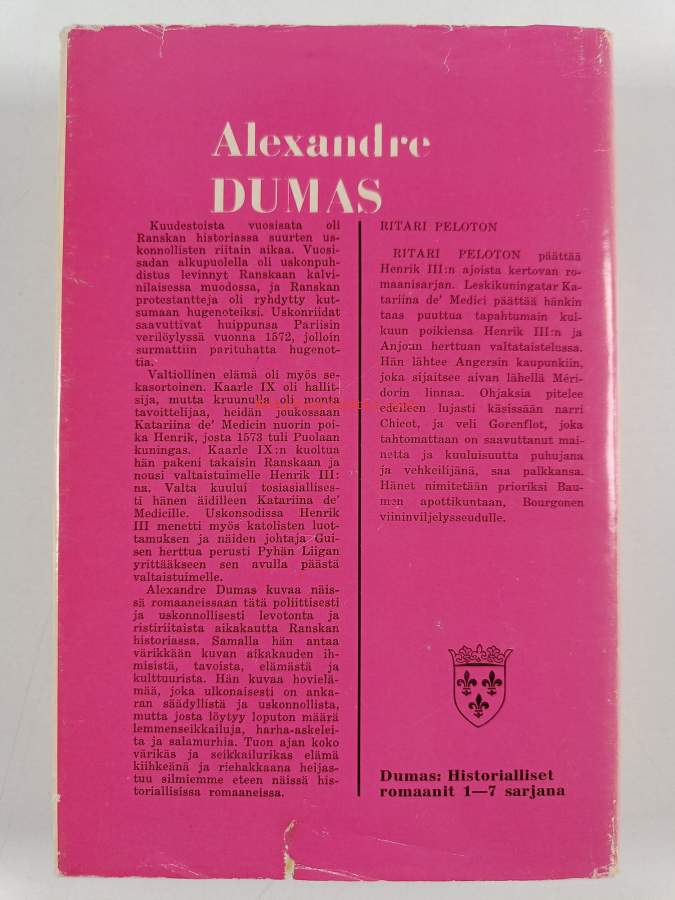 Alexandre
DUMAS
Kuudestoista vuosisata oli
Ranskan historiassa suurten us-
konnollisten riitain aikaa. Vuosi-
sadan alkupuolella oli uskonpuh-
distus levinnyt Ranskaan kalvi-
nilaisessa muodossa, ja Ranskan
protestantteja oli ryhdytty kut-
sumaan hugenoteiksi. Uskonriidat
saavuttivat huippunsa Pariisin
verilöylyssä vuonna 1572, jolloin
surmattiin parituhatta hugenot-
tia.
Valtiollinen elämä oli myös se-
kasortoinen. Kaarle IX oli hallit-
sija, mutta kruunulla oli monta
tavoittelijaa, heidän joukossaan
Katariina de' Medicin nuorin poi-
ka Henrik, josta 1573 tuli Puolaan
kuningas. Kaarle IX:n kuoltua
hän pakeni takaisin Ranskaan ja
nousi valtaistuimelle Henrik III:
na. Valta kuului tosiasiallises-
ti hänen äidilleen Katariina de'
Medicille. Uskonsodissa Henrik
III menetti myös katolisten luot-
tamuksen ja näiden johtaja Gui-
sen herttua perusti Pyhän Liigan
yrittääkseen sen avulla päästä
valtaistuimelle.
Alexandre Dumas kuvaa näis-
sä romaaneissaan tätä poliittisesti
ja uskonnollisesti levotonta ja
ristiriitaista aikakautta Ranskan
historiassa. Samalla hän antaa
värikkään kuvan aikakauden ih-
misistä, tavoista, elämästä ja
kulttuurista. Hän kuvaa hovielä-
mää, joka ulkonaisesti on anka-
ran säädyllistä ja uskonnollista,
mutta josta löytyy loputon määrä
lemmenseikkailuja, harha-askelei-
ta ja salamurhia. Tuon ajan koko
värikäs ja seikkailurikas elämä
kiihkeänä ja riehakkaana heijas-
tuu silmiemme eteen näissä his-
toriallisissa romaaneissa.
RITARI PELOTON
RITARI PELOTON päättää
Henrik III:n ajoista kertovan ro-
maanisarjan. Leskikuningatar Ka-
tariina de' Medici päättää hänkin
taas puuttua tapahtumain kul-
kuun poikiensa Henrik III:n ja
Anjoun herttuan valtataistelussa.
Hän lähtee Angersin kaupunkiin,
joka sijaitsee aivan lähellä Méri-
dorin linnaa. Ohjaksia pitelee
edelleen lujasti käsissään narri
Chicot, ja veli Gorenflot, joka
tahtomattaan on saavuttanut mai-
netta ja kuuluisuutta puhujana
ja vehkeilijänä, saa palkkansa.
Hänet nimitetään prioriksi Bau-
men apottikuntaan, Bourgonen
viininviljelysseudulle.
Dumas: Historialliset
romaanit 1—7 sarjana